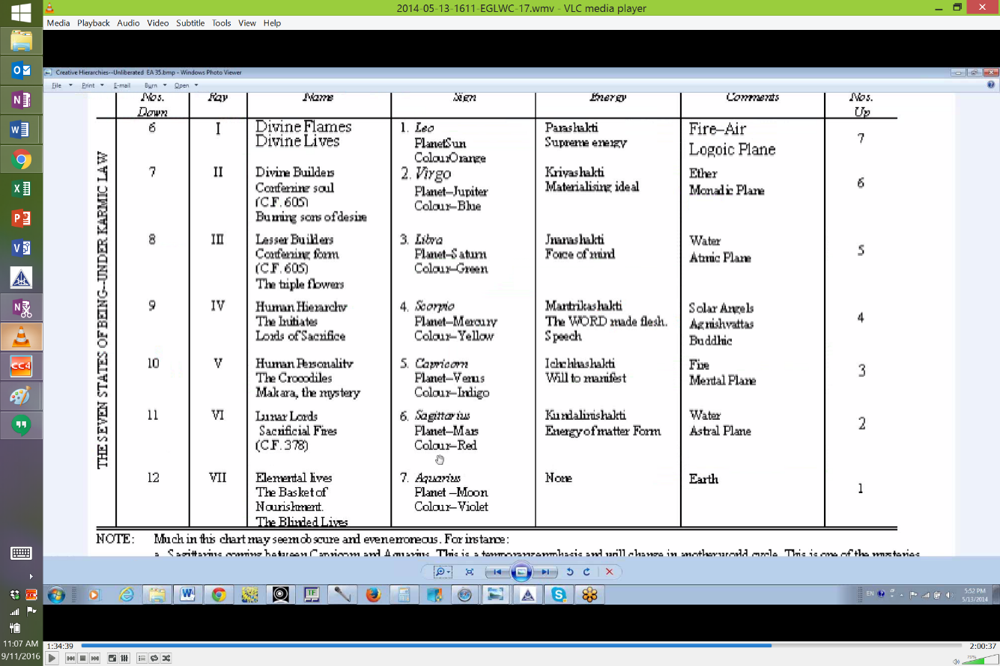 2014-05-13-1611-EGLWC-17.wmv - VLC media player
Media Playback Audio Video Subtitle Tools View Help
Creative Hierarchies--Unliberated EA 35.bmp - Windows Photo Viewer
File Print E-mail Burn Open
Nos. Down
Ray
Name
Sign
Energy
Comments
Nos. Up
THE SEVEN STATES OF BEING--UNDER KARMIC LAW
6
I
Divine Flames
Divine Lives
1. Leo
PlanetSun
ColourOrange
Parashakti
Supreme energy
Fire–Air
Logoic Plane
7
7
II
Divine Builders
Conferring soul
(C.F. 605)
Burning sons of desire
2. Virgo
Planet–Jupiter
Colour–Blue
Kriyashakti
Materialising ideal
Ether
Monadic Plane
6
8
III
Lesser Builders
Conferring form
(C.F. 605)
The triple flowers
3. Libra
Planet–Saturn
Colour–Green
Jnanashakti
Force of mind
Water
Atmic Plane
5
9
IV
Human Hierarchy
The Initiates
Lords of Sacrifice
4. Scorpio
Planet–Mercury
Colour–Yellow
Mantrikashakti
The WORD made flesh.
Speech
Solar Angels
Agnishvattas
Buddhic
4
10
V
Human Personality
The Crocodiles
Makara, the mystery
5. Capricorn
Planet–Venus
Colour–Indigo
Ichchhashakti
Will to manifest
Fire
Mental Plane
3
11
VI
Lunar Lords
Sacrificial Fires
(C.F. 378)
6. Sagittarius
Planet–Mars
Colour–Red
Kundalinishakti
Energy of matter Form
Water
Astral Plane
2
12
VII
Elemental lives
The Basket of
Nourishment.
The Blinded Lives
7. Aquarius
Planet –Moon
Colour–Violet
None
Earth
1
NOTE: Much in this chart may seem obscure and even erroneous. For instance:
a. Sagittarius coming between Capricorn and Aquarius. This is a temporary emphasis and will change in another world cycle. This is one of the mysteries
EN
5:52 PM
5/13/2014
11:07 AM
9/11/2016
1:34:39
2:00:37
75%